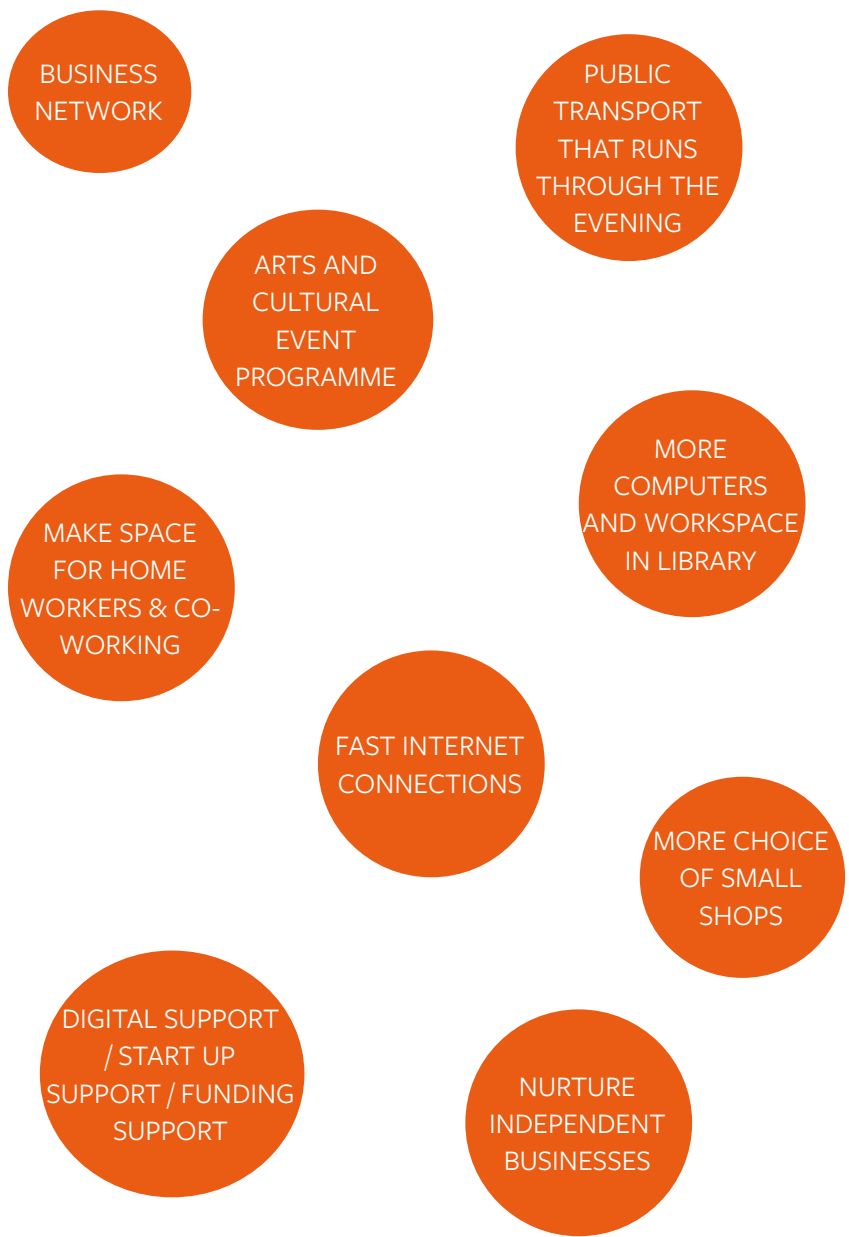 BUSINESS
NETWORK
PUBLIC
TRANSPORT
THAT RUNS
THROUGH THE
EVENING
ARTS AND
CULTURAL
EVENT
PROGRAMME
MORE
COMPUTERS
AND WORKSPACE
IN LIBRARY
MAKE SPACE
FOR HOME
WORKERS & CO-
WORKING
FAST INTERNET
CONNECTIONS
MORE CHOICE
OF SMALL
SHOPS
DIGITAL SUPPORT
/ START UP
SUPPORT / FUNDING
SUPPORT
NURTURE
INDEPENDENT
BUSINESSES